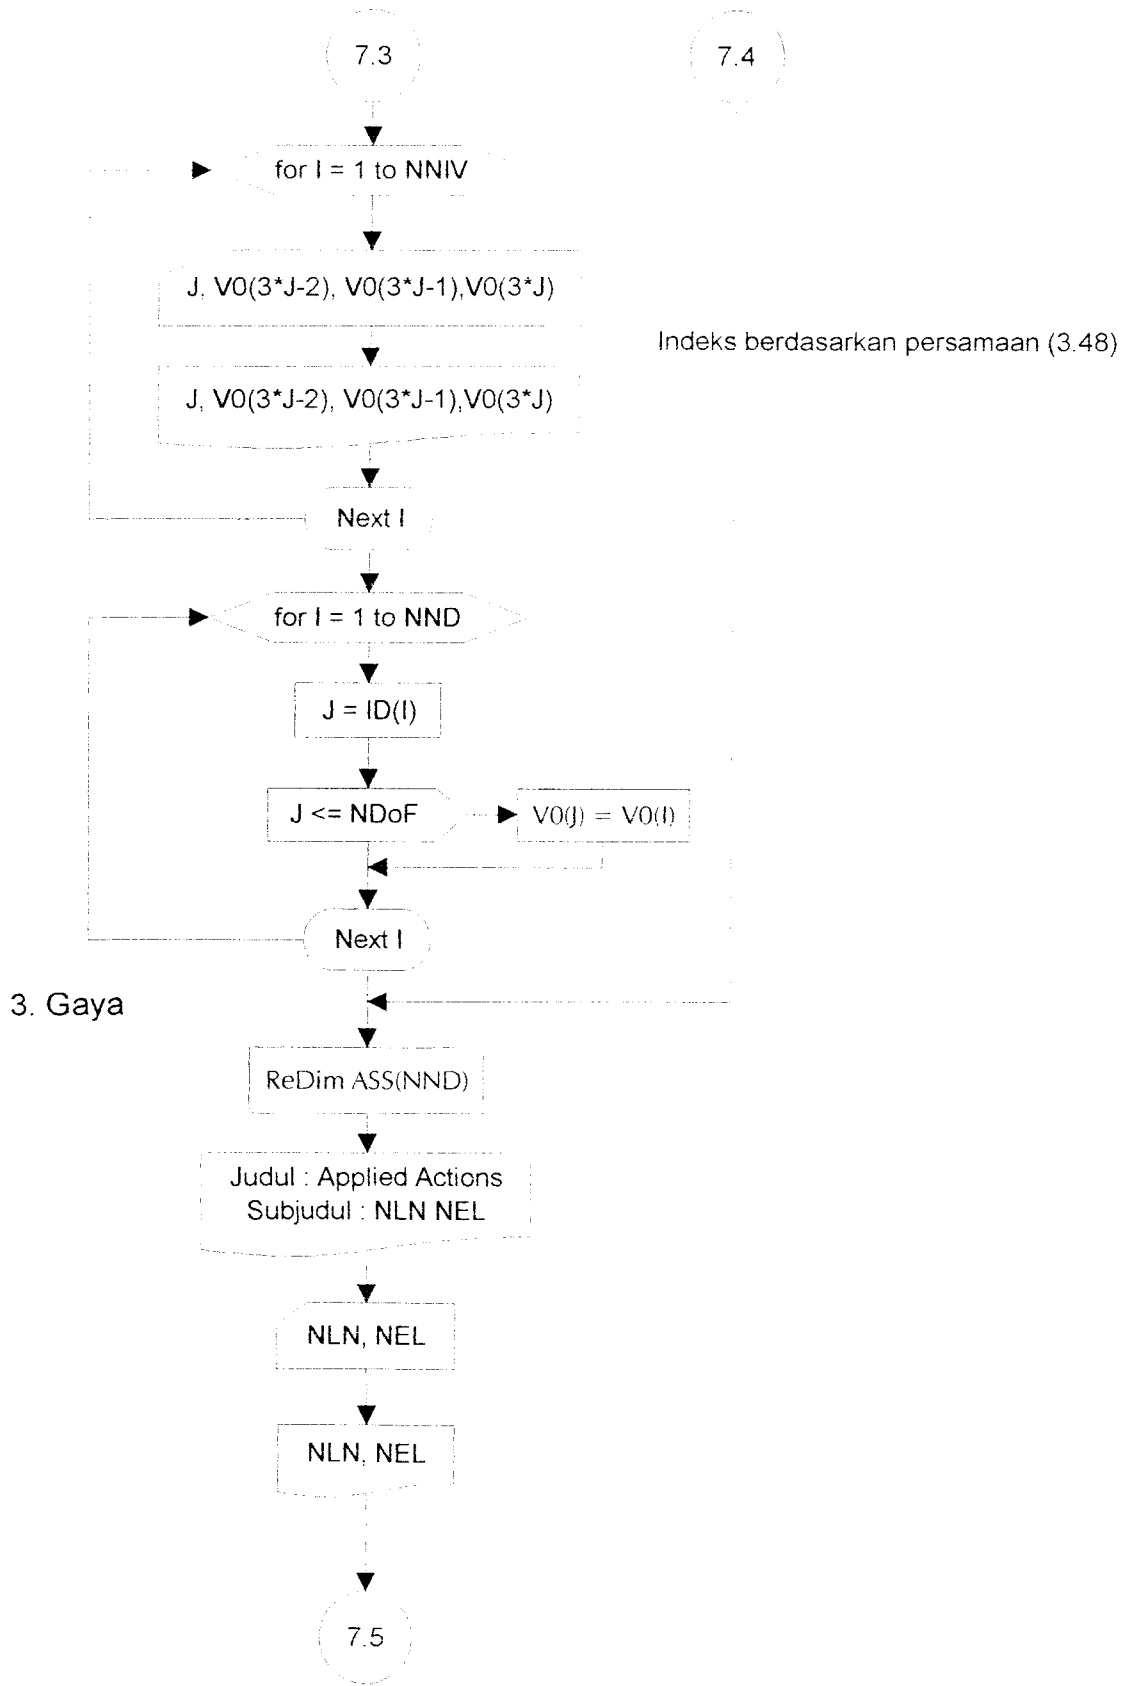 7.3
7.4
for I = 1 to NNIV
J, V0(3*J-2), V0(3*J-1),V0(3*J)
Indeks berdasarkan persamaan (3.48)
J, V0(3*J-2), V0(3*J-1),V0(3*J)
Next I
for I = 1 to NND
J = ID(I)
J <= NDoF
V0(J) = V0(I)
Next I
3. Gaya
ReDim ASS(NND)
Judul : Applied Actions
Subjudul : NLN NEL
NLN, NEL
NLN, NEL
7.5